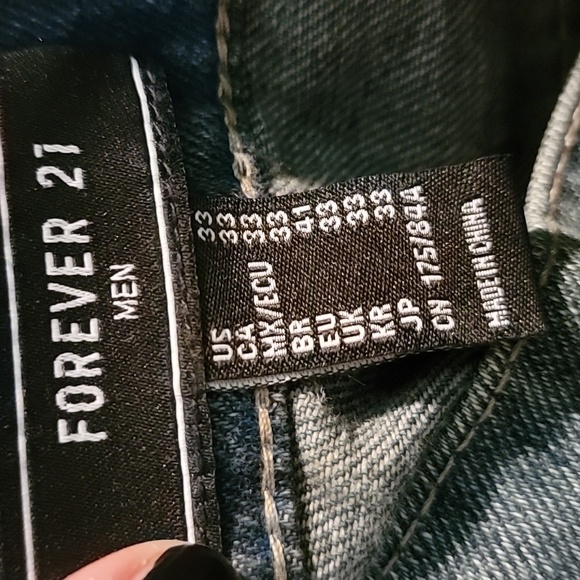 FOREVER 21
MEN
US 33
CA 33
MX/ECU 33
BR 33
EU 41
UK 33
KR 33
JP 33
CN 175/84A
MADE IN CHINA